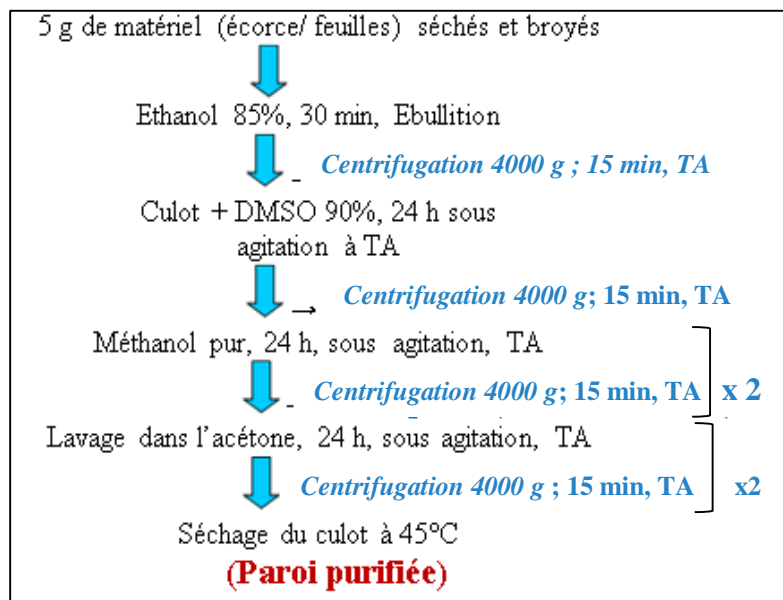 5 g de matériel (écorce/ feuilles) séchés et broyés
Ethanol 85%, 30 min, Ebullition
Centrifugation 4000 g ; 15 min, TA
Culot + DMSO 90%, 24 h sous
agitation à TA
Centrifugation 4000 g; 15 min, TA
Méthanol pur, 24 h, sous agitation, TA
Centrifugation 4000 g; 15 min, TA x 2
Lavage dans l'acétone, 24 h, sous agitation, TA
Centrifugation 4000 g ; 15 min, TA x2
Séchage du culot à 45°C
(Paroi purifiée)